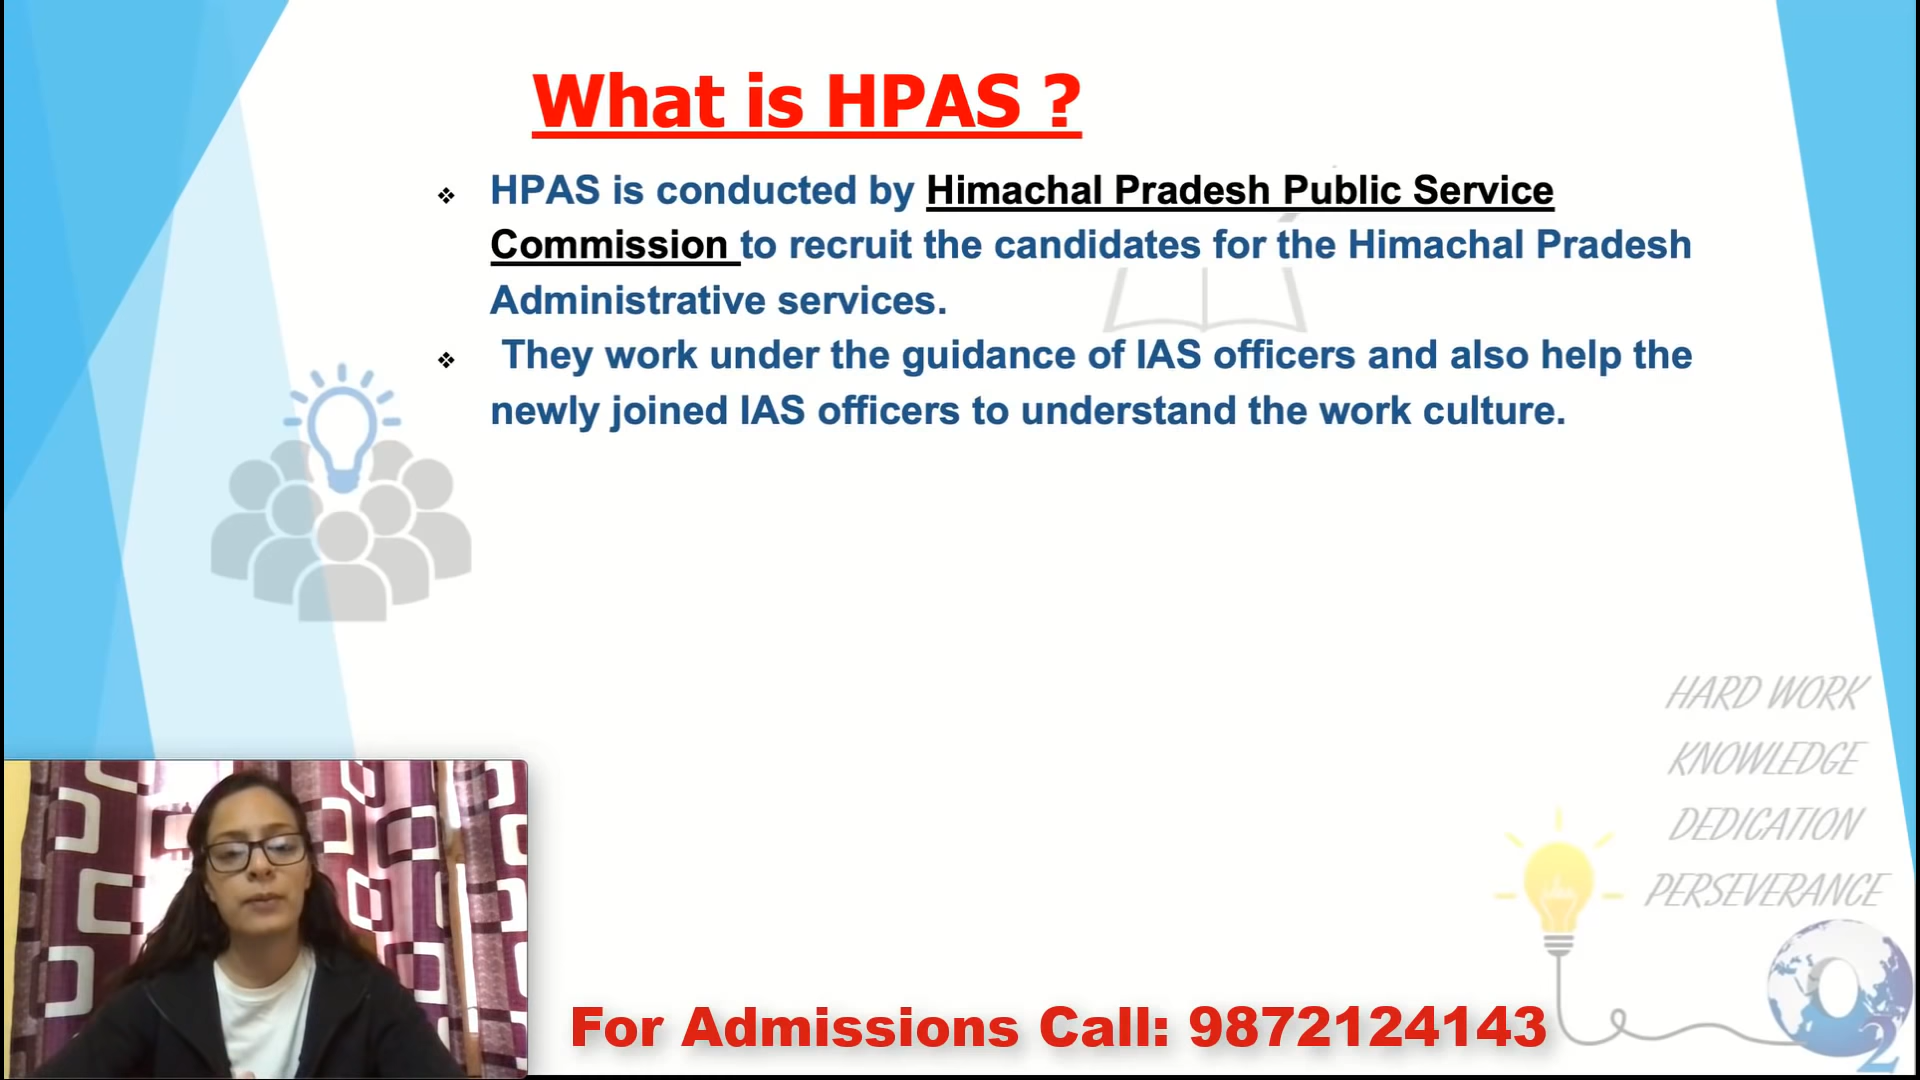 What is HPAS ?
❖ HPAS is conducted by Himachal Pradesh Public Service
Commission to recruit the candidates for the Himachal Pradesh
Administrative services.
❖ They work under the guidance of IAS officers and also help the
newly joined IAS officers to understand the work culture.
HARD WORK
KNOWLEDGE
DEDICATION
PERSEVERANCE
O2
For Admissions Call: 9872124143